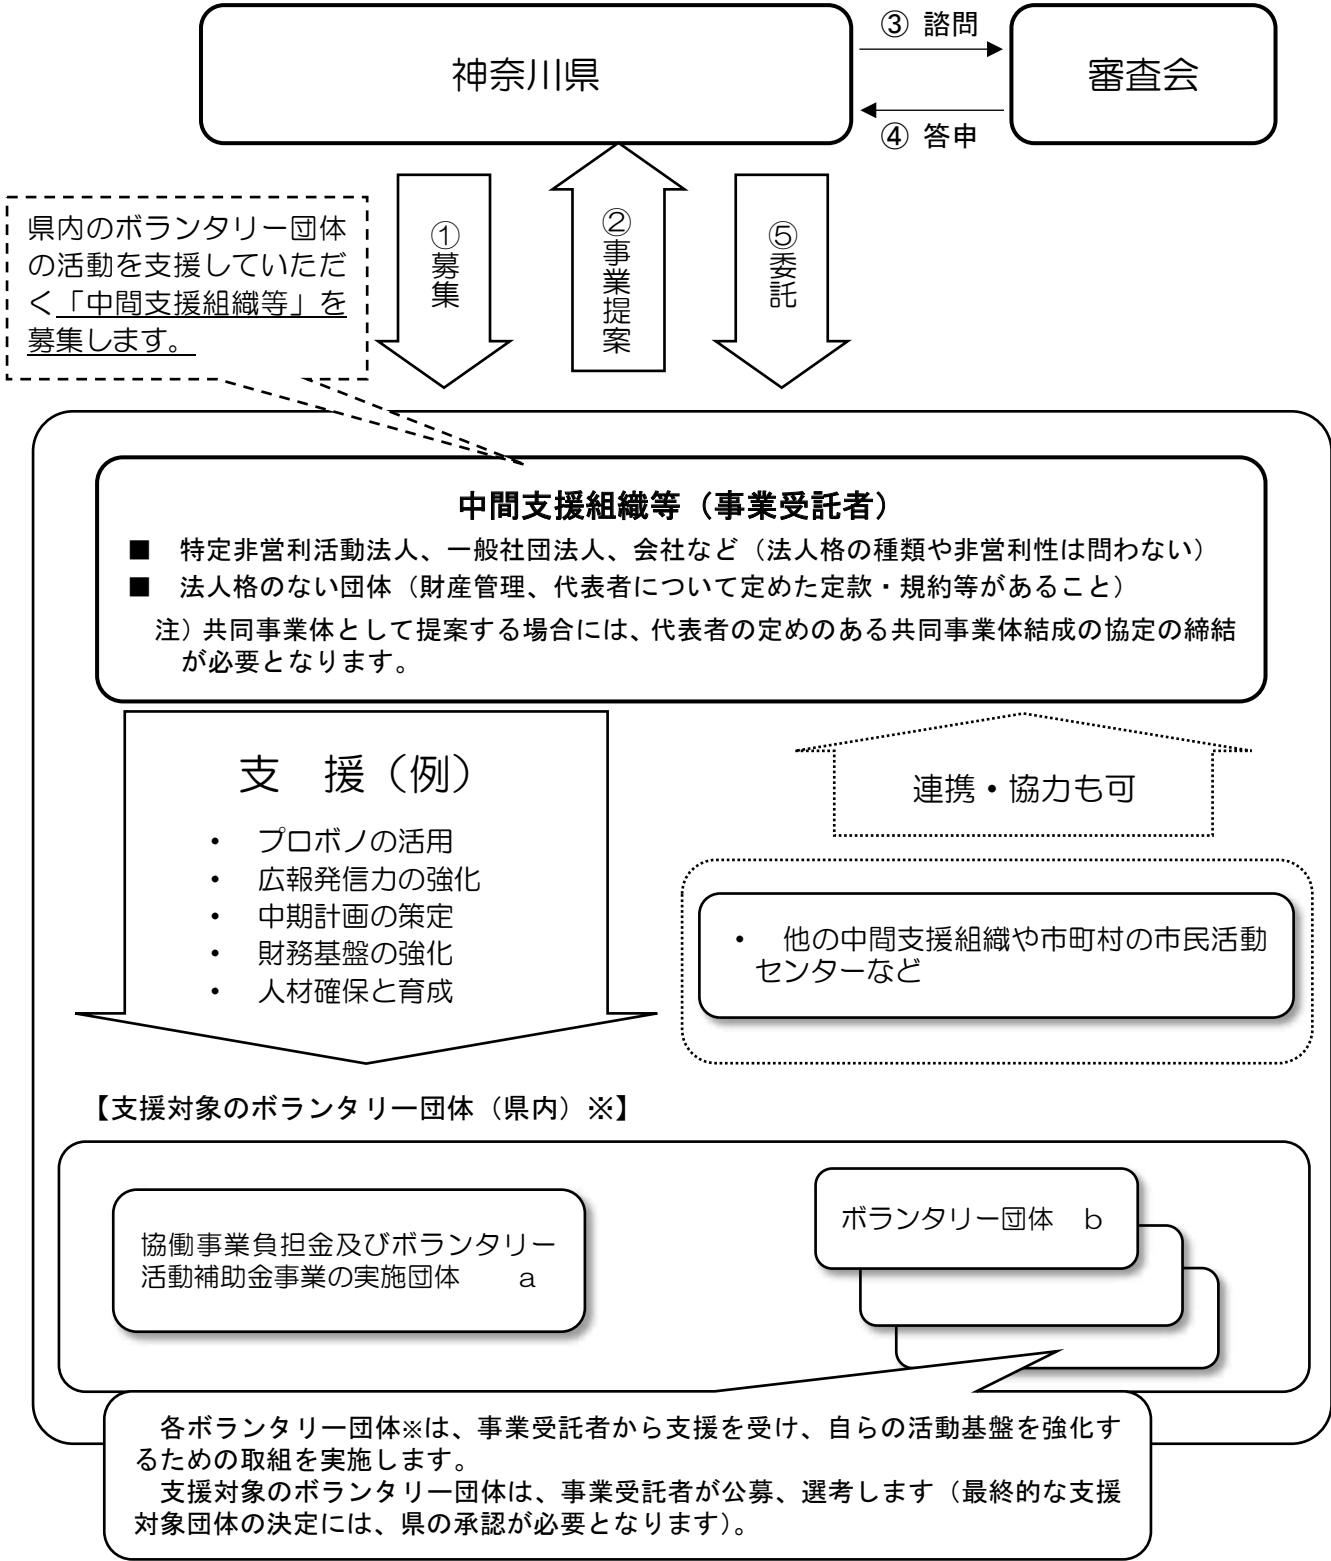 神奈川県
③ 諮問
審査会
④ 答申
①募集
②事業提案
⑤委託
県内のボランタリー団体
の活動を支援していただ
く「中間支援組織等」を
募集します。
中間支援組織等（事業受託者）
■ 特定非営利活動法人、一般社団法人、会社など（法人格の種類や非営利性は問わない）
■ 法人格のない団体（財産管理、代表者について定めた定款・規約等があること）
注）共同事業体として提案する場合には、代表者の定めのある共同事業体結成の協定の締結
が必要となります。
支 援（例）
・ プロボノの活用
・ 広報発信力の強化
・ 中期計画の策定
・ 財務基盤の強化
・ 人材確保と育成
連携・協力も可
・ 他の中間支援組織や市町村の市民活動
センターなど
【支援対象のボランタリー団体（県内）※】
協働事業負担金及びボランタリー
活動補助金事業の実施団体 a
ボランタリー団体 b
各ボランタリー団体※は、事業受託者から支援を受け、自らの活動基盤を強化す
るための取組を実施します。
支援対象のボランタリー団体は、事業受託者が公募、選考します（最終的な支援
対象団体の決定には、県の承認が必要となります）。